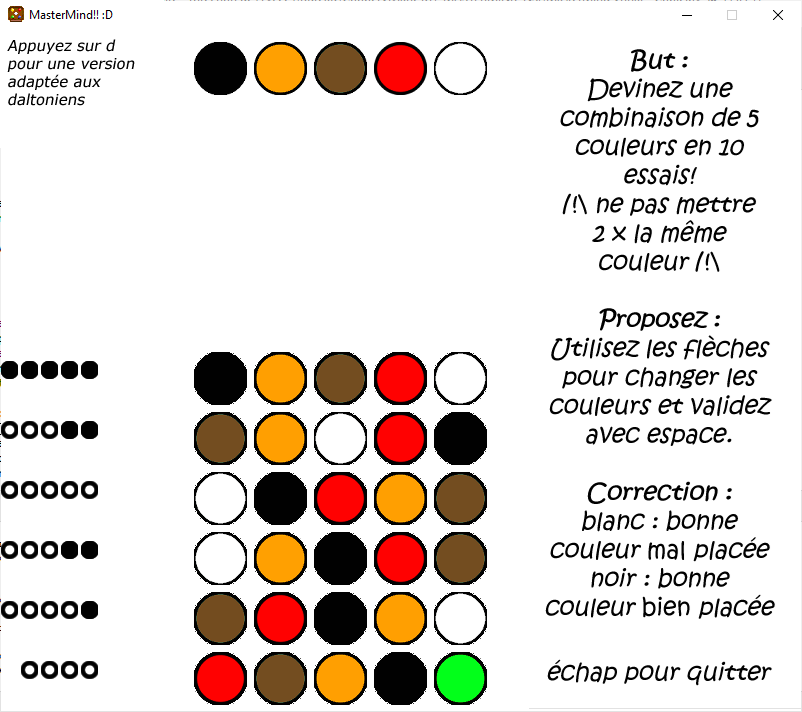 MasterMind!! :D
Appuyez sur d
pour une version
adaptée aux
daltoniens
But :
Devinez une
combinaison de 5
couleurs en 10
essais!
/!\ ne pas mettre
2 x la même
couleur /!\
Proposez :
Utilisez les flèches
pour changer les
couleurs et validez
avec espace.
Correction :
blanc : bonne
couleur mal placée
noir : bonne
couleur bien placée
échap pour quitter